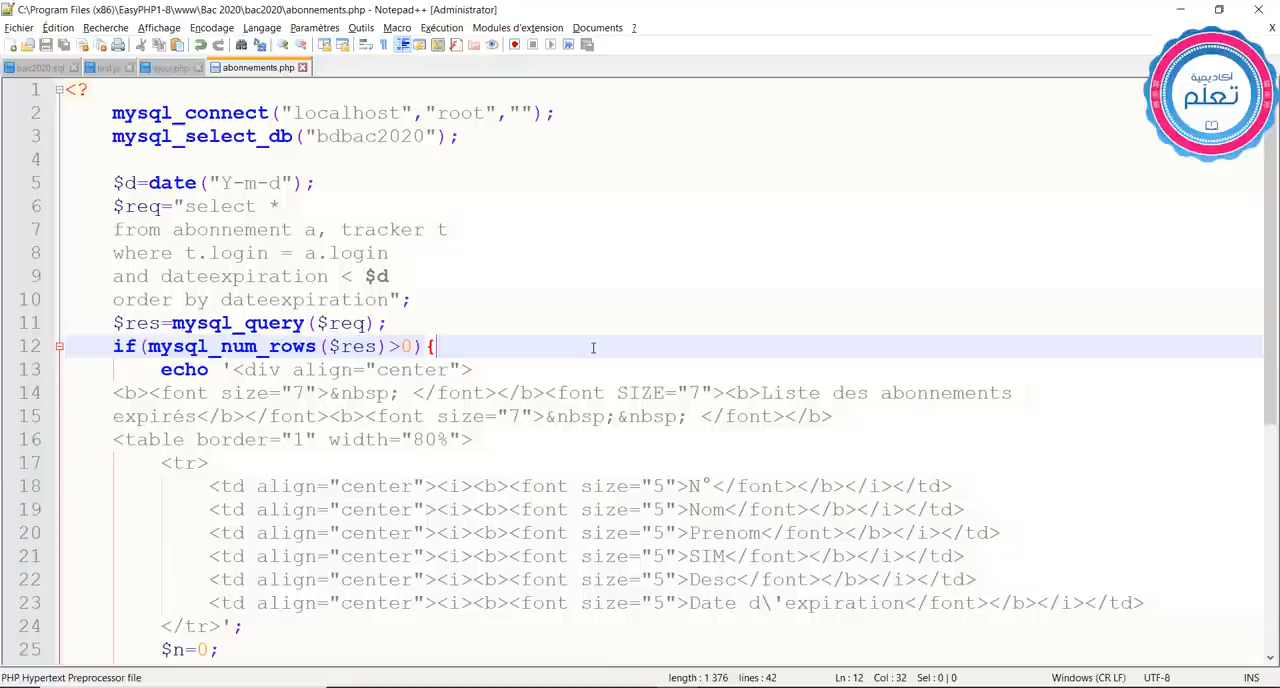 C:\Program Files (x86)\EasyPHP1-8\www\Bac 2020\bac2020\abonnements.php - Notepad++ [Administrator]
Fichier Édition Recherche Affichage Encodage Langage Paramètres Outils Macro Exécution Modules d'extension Documents ? X
bac2020.sql test.js ajout.php abonnements.php
أكاديمية
تعلّم
1 <?
2 mysql_connect("localhost","root","");
3 mysql_select_db("bdbac2020");
4
5 $d=date("Y-m-d");
6 $req="select *
7 from abonnement a, tracker t
8 where t.login = a.login
9 and dateexpiration < $d
10 order by dateexpiration";
11 $res=mysql_query($req);
12 if(mysql_num_rows($res)>0){
13 echo '<div align="center">
14 <b><font size="7">&nbsp; </font></b><font SIZE="7"><b>Liste des abonnements
15 expirés</b></font><b><font size="7">&nbsp;&nbsp; </font></b>
16 <table border="1" width="80%">
17 <tr>
18 <td align="center"><i><b><font size="5">N°</font></b></i></td>
19 <td align="center"><i><b><font size="5">Nom</font></b></i></td>
20 <td align="center"><i><b><font size="5">Prenom</font></b></i></td>
21 <td align="center"><i><b><font size="5">SIM</font></b></i></td>
22 <td align="center"><i><b><font size="5">Desc</font></b></i></td>
23 <td align="center"><i><b><font size="5">Date d\'expiration</font></b></i></td>
24 </tr>';
25 $n=0;
PHP Hypertext Preprocessor file length : 1 376 lines : 42 Ln : 12 Col : 32 Sel : 0 | 0 Windows (CR LF) UTF-8 INS